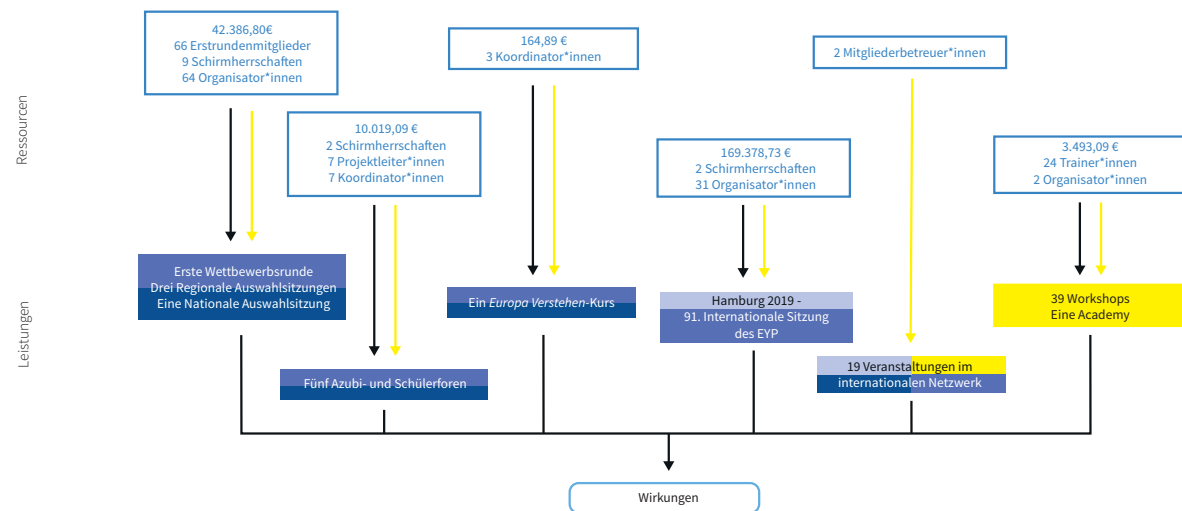 Ressourcen
42.386,80€
66 Erstrundenmitglieder
9 Schirmherrschaften
64 Organisator*innen
10.019,09 €
2 Schirmherrschaften
7 Projektleiter*innen
7 Koordinator*innen
164,89 €
3 Koordinator*innen
169.378,73 €
2 Schirmherrschaften
31 Organisator*innen
2 Mitgliederbetreuer*innen
3.493,09 €
24 Trainer*innen
2 Organisator*innen
Leistungen
Erste Wettbewerbsrunde
Drei Regionale Auswahlsitzungen
Eine Nationale Auswahlsitzung
Fünf Azubi- und Schülerforen
Ein Europa Verstehen-Kurs
Hamburg 2019 -
91. Internationale Sitzung
des EYP
19 Veranstaltungen im
internationalen Netzwerk
39 Workshops
Eine Academy
Wirkungen